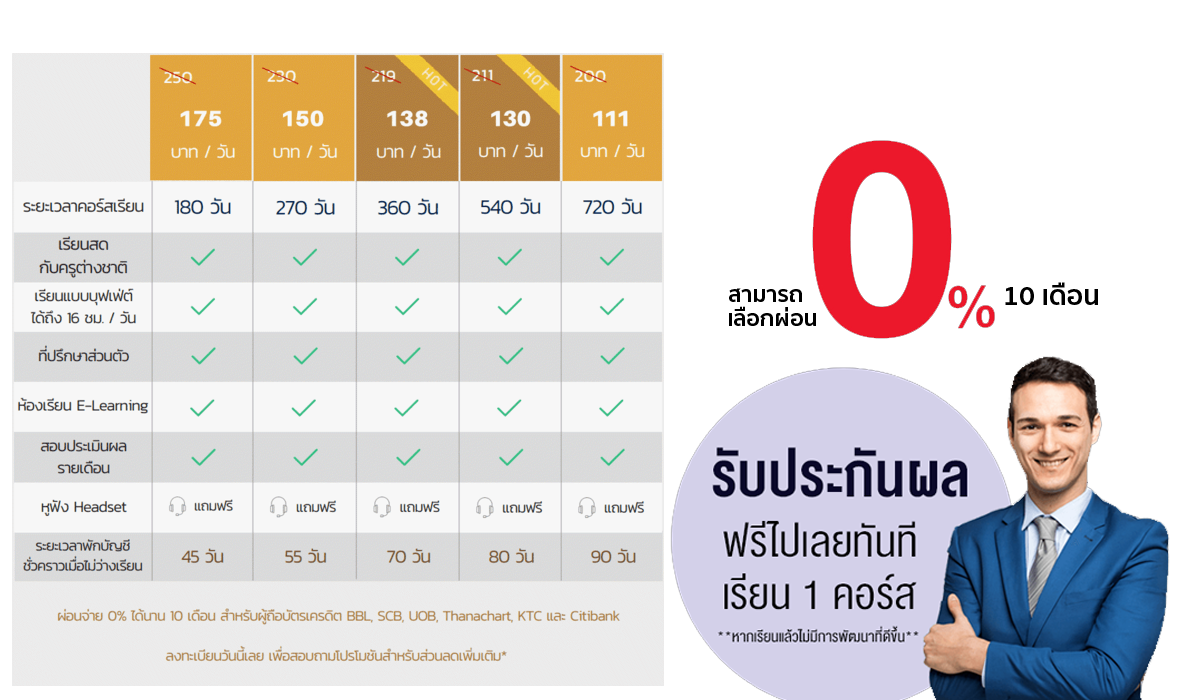 250 230 219 HOT 211 HOT 200
175 150 138 130 111
บาท / วัน บาท / วัน บาท / วัน บาท / วัน บาท / วัน
ระยะเวลาคอร์สเรียน 180 วัน 270 วัน 360 วัน 540 วัน 720 วัน
เรียนสด
กับครูต่างชาติ
เรียนแบบบุฟเฟ่ต์
ได้ถึง 16 ชม. / วัน
ที่ปรึกษาส่วนตัว
ห้องเรียน E-Learning
สอบประเมินผล
รายเดือน
หูฟัง Headset แถมฟรี แถมฟรี แถมฟรี แถมฟรี แถมฟรี
ระยะเวลาพักบัญชี
ชั่วคราวเมื่อไม่ว่างเรียน 45 วัน 55 วัน 70 วัน 80 วัน 90 วัน
ผ่อนจ่าย 0% ได้นาน 10 เดือน สำหรับผู้ถือบัตรเครดิต BBL, SCB, UOB, Thanachart, KTC และ Citibank
ลงทะเบียนวันนี้เลย เพื่อสอบถามโปรโมชันสำหรับส่วนลดเพิ่มเติม*
สามารถ
เลือกผ่อน 0% 10 เดือน
รับประกันผล
ฟรีไปเลยทันที
เรียน 1 คอร์ส
**หากเรียนแล้วไม่มีการพัฒนาที่ดีขึ้น**